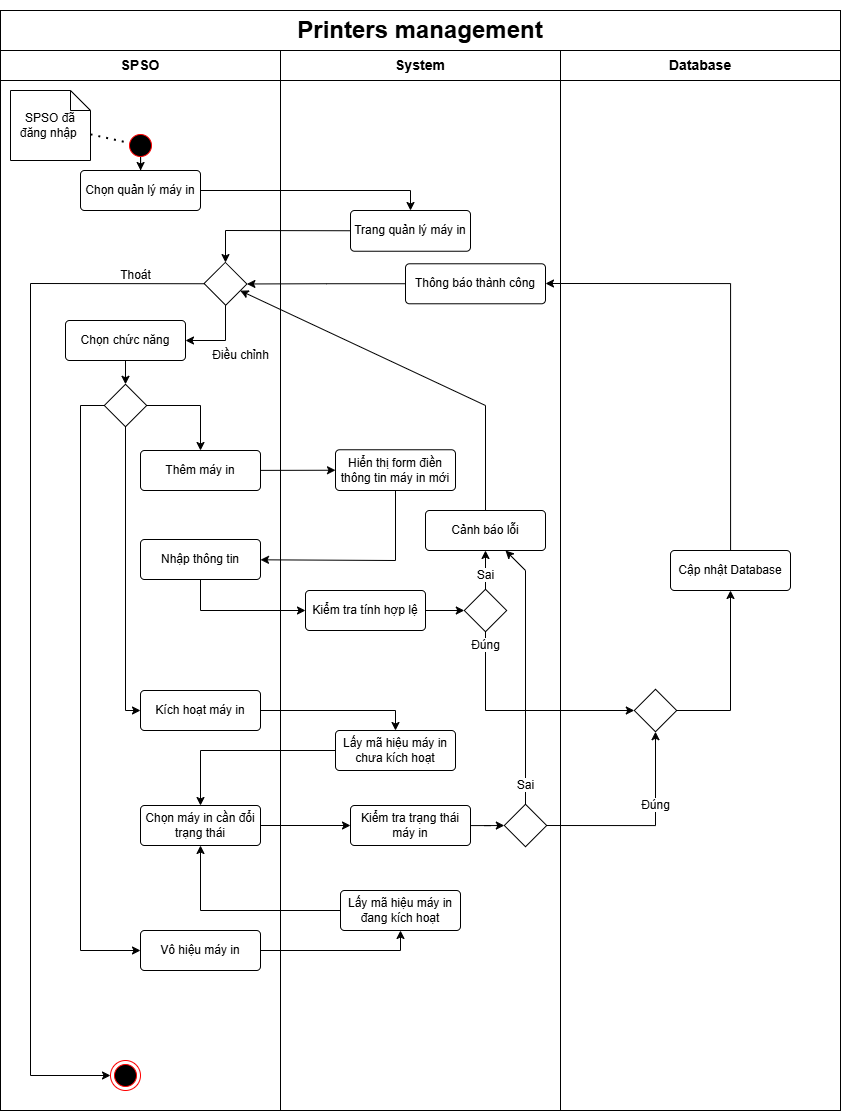 Printers management
SPSO
System
Database
SPSO đã
đăng nhập
Chọn quản lý máy in
Trang quản lý máy in
Thoát
Thông báo thành công
Chọn chức năng
Điều chỉnh
Thêm máy in
Hiển thị form điền
thông tin máy in mới
Cảnh báo lỗi
Nhập thông tin
Sai
Cập nhật Database
Kiểm tra tính hợp lệ
Đúng
Kích hoạt máy in
Lấy mã hiệu máy in
chưa kích hoạt
Sai
Chọn máy in cần đổi
trạng thái
Kiểm tra trạng thái
máy in
Đúng
Lấy mã hiệu máy in
đang kích hoạt
Vô hiệu máy in